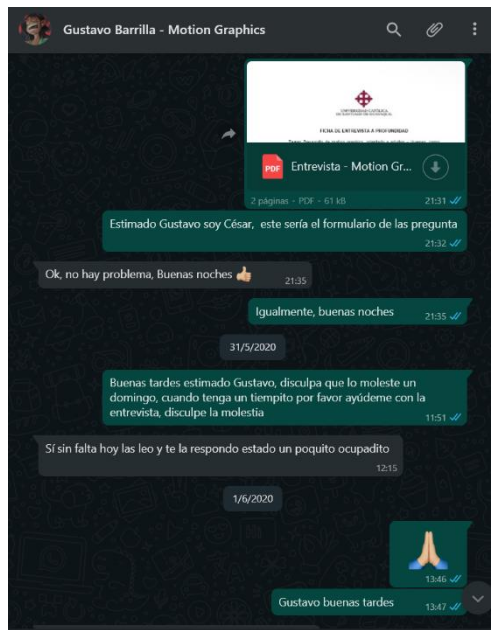 Gustavo Barrilla - Motion Graphics
UNIVERSIDAD CATÓLICA
FICHA DE ENTREVISTA A PROFUNDIDAD
PDF
Entrevista - Motion Gr...
2 páginas • PDF • 61 kB 21:31
Estimado Gustavo soy César, este sería el formulario de las pregunta
21:32
Ok, no hay problema, Buenas noches 👍🏼
21:35
Igualmente, buenas noches 21:35
31/5/2020
Buenas tardes estimado Gustavo, disculpa que lo moleste un
domingo, cuando tenga un tiempito por favor ayúdeme con la
entrevista, disculpe la molestia
11:51
Sí sin falta hoy las leo y te la respondo estado un poquito ocupadito
12:15
1/6/2020
🙏🏼
13:46
Gustavo buenas tardes 13:47